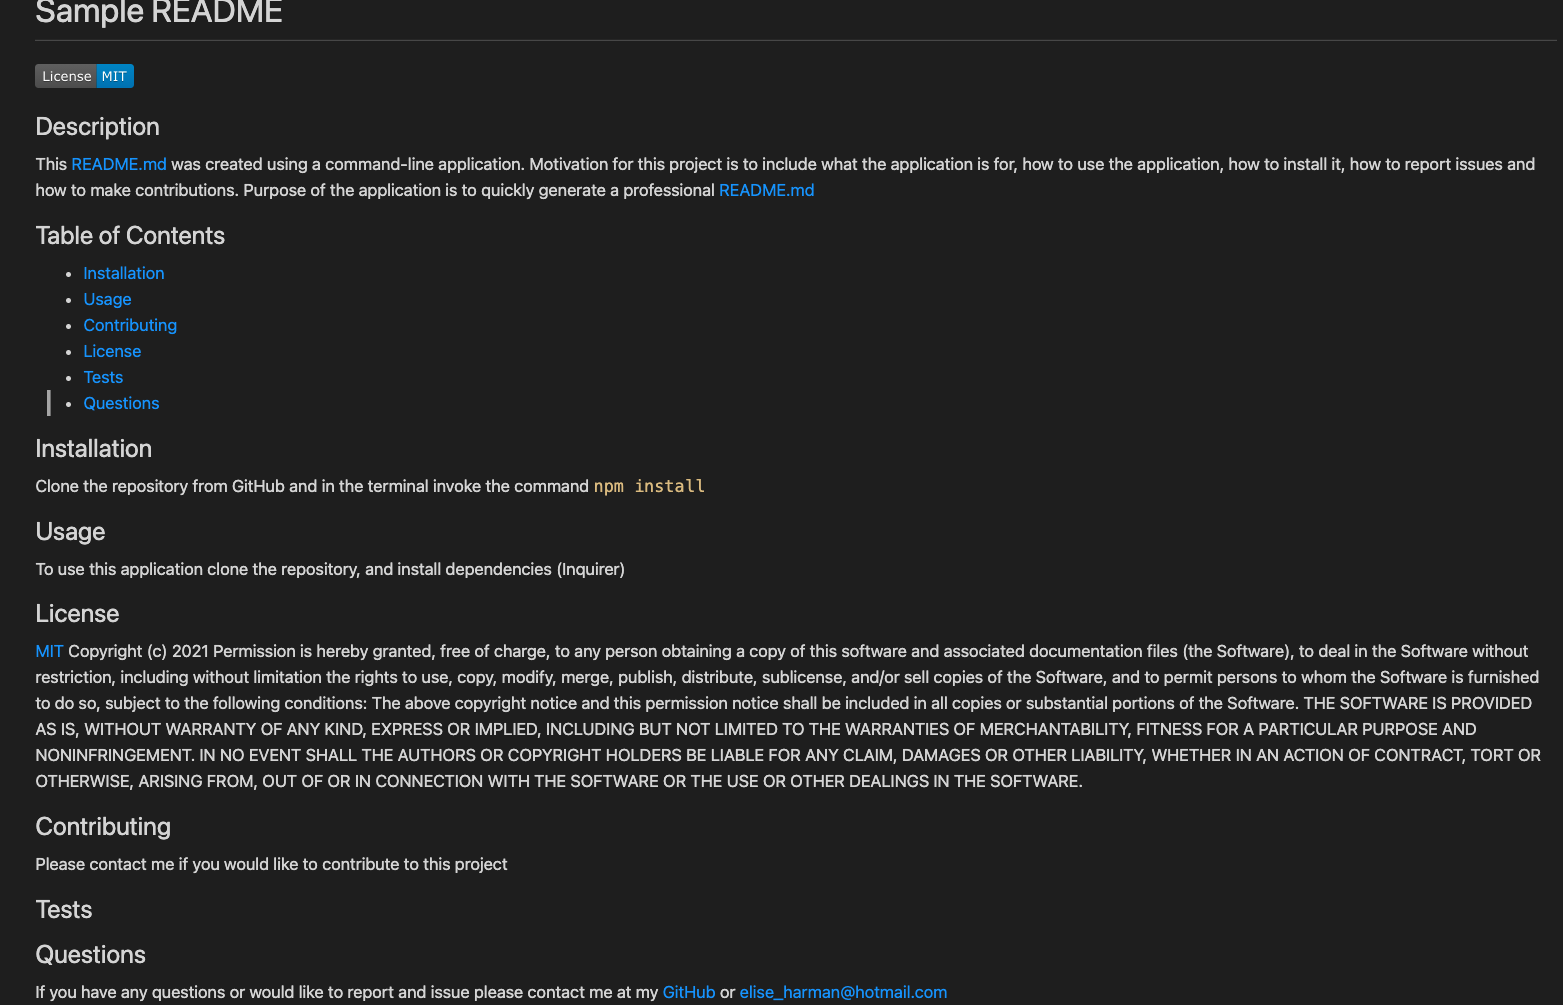 Sample README
License MIT
Description
This README.md was created using a command-line application. Motivation for this project is to include what the application is for, how to use the application, how to install it, how to report issues and
how to make contributions. Purpose of the application is to quickly generate a professional README.md
Table of Contents
• Installation
• Usage
• Contributing
• License
• Tests
• Questions
Installation
Clone the repository from GitHub and in the terminal invoke the command npm install
Usage
To use this application clone the repository, and install dependencies (Inquirer)
License
MIT Copyright (c) 2021 Permission is hereby granted, free of charge, to any person obtaining a copy of this software and associated documentation files (the Software), to deal in the Software without
restriction, including without limitation the rights to use, copy, modify, merge, publish, distribute, sublicense, and/or sell copies of the Software, and to permit persons to whom the Software is furnished
to do so, subject to the following conditions: The above copyright notice and this permission notice shall be included in all copies or substantial portions of the Software. THE SOFTWARE IS PROVIDED
AS IS, WITHOUT WARRANTY OF ANY KIND, EXPRESS OR IMPLIED, INCLUDING BUT NOT LIMITED TO THE WARRANTIES OF MERCHANTABILITY, FITNESS FOR A PARTICULAR PURPOSE AND
NONINFRINGEMENT. IN NO EVENT SHALL THE AUTHORS OR COPYRIGHT HOLDERS BE LIABLE FOR ANY CLAIM, DAMAGES OR OTHER LIABILITY, WHETHER IN AN ACTION OF CONTRACT, TORT OR
OTHERWISE, ARISING FROM, OUT OF OR IN CONNECTION WITH THE SOFTWARE OR THE USE OR OTHER DEALINGS IN THE SOFTWARE.
Contributing
Please contact me if you would like to contribute to this project
Tests
Questions
If you have any questions or would like to report and issue please contact me at my GitHub or elise_harman@hotmail.com